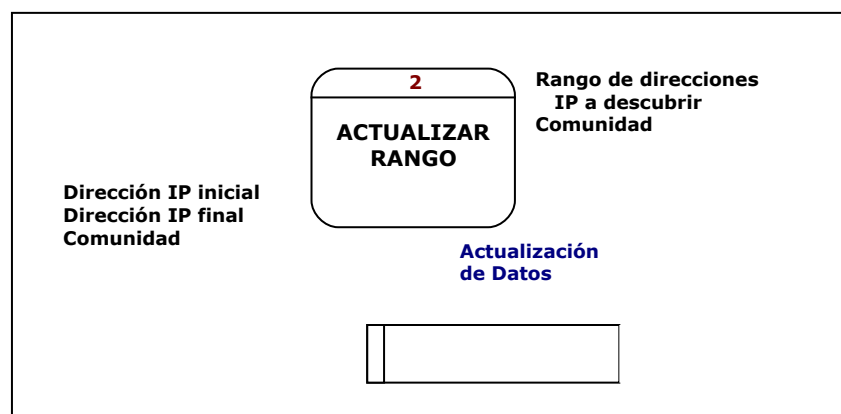 2
ACTUALIZAR
RANGO
Rango de direcciones
IP a descubrir
Comunidad
Dirección IP inicial
Dirección IP final
Comunidad
Actualización
de Datos